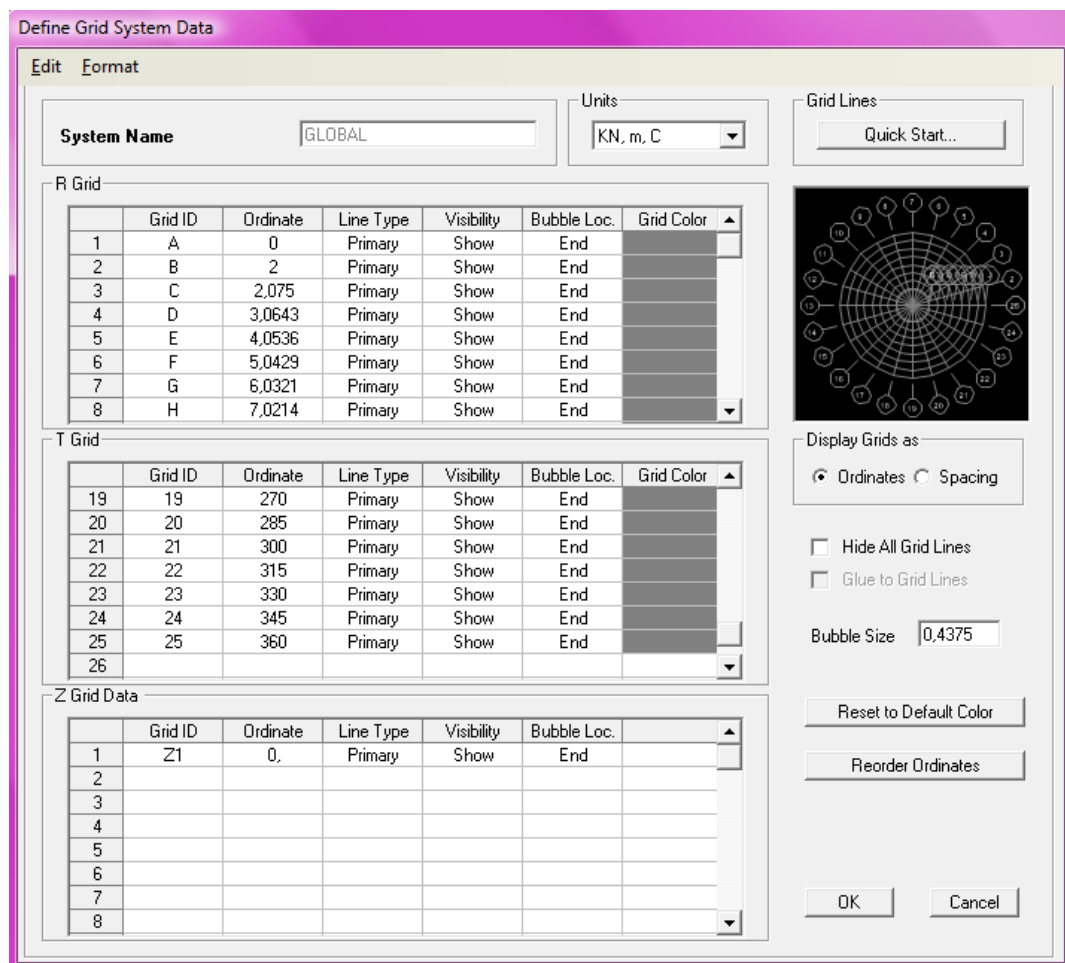 Define Grid System Data
Edit Format
System Name GLOBAL
Units
KN, m, C
Grid Lines
Quick Start...
R Grid
Grid ID Ordinate Line Type Visibility Bubble Loc. Grid Color
1 A 0 Primary Show End
2 B 2 Primary Show End
3 C 2,075 Primary Show End
4 D 3,0643 Primary Show End
5 E 4,0536 Primary Show End
6 F 5,0429 Primary Show End
7 G 6,0321 Primary Show End
8 H 7,0214 Primary Show End
T Grid
Grid ID Ordinate Line Type Visibility Bubble Loc. Grid Color
19 19 270 Primary Show End
20 20 285 Primary Show End
21 21 300 Primary Show End
22 22 315 Primary Show End
23 23 330 Primary Show End
24 24 345 Primary Show End
25 25 360 Primary Show End
26
Z Grid Data
Grid ID Ordinate Line Type Visibility Bubble Loc.
1 Z1 0, Primary Show End
2
3
4
5
6
7
8
Display Grids as
Ordinates Spacing
Hide All Grid Lines
Glue to Grid Lines
Bubble Size 0,4375
Reset to Default Color
Reorder Ordinates
OK Cancel